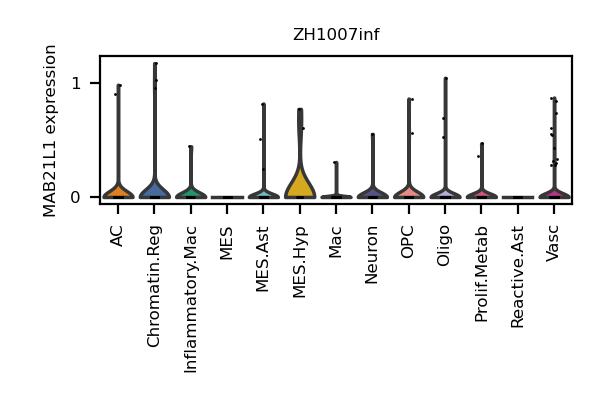 ZH1007inf
MAB21L1 expression
1
0
AC
Chromatin.Reg
Inflammatory.Mac
MES
MES.Ast
MES.Hyp
Mac
Neuron
OPC
Oligo
Prolif.Metab
Reactive.Ast
Vasc